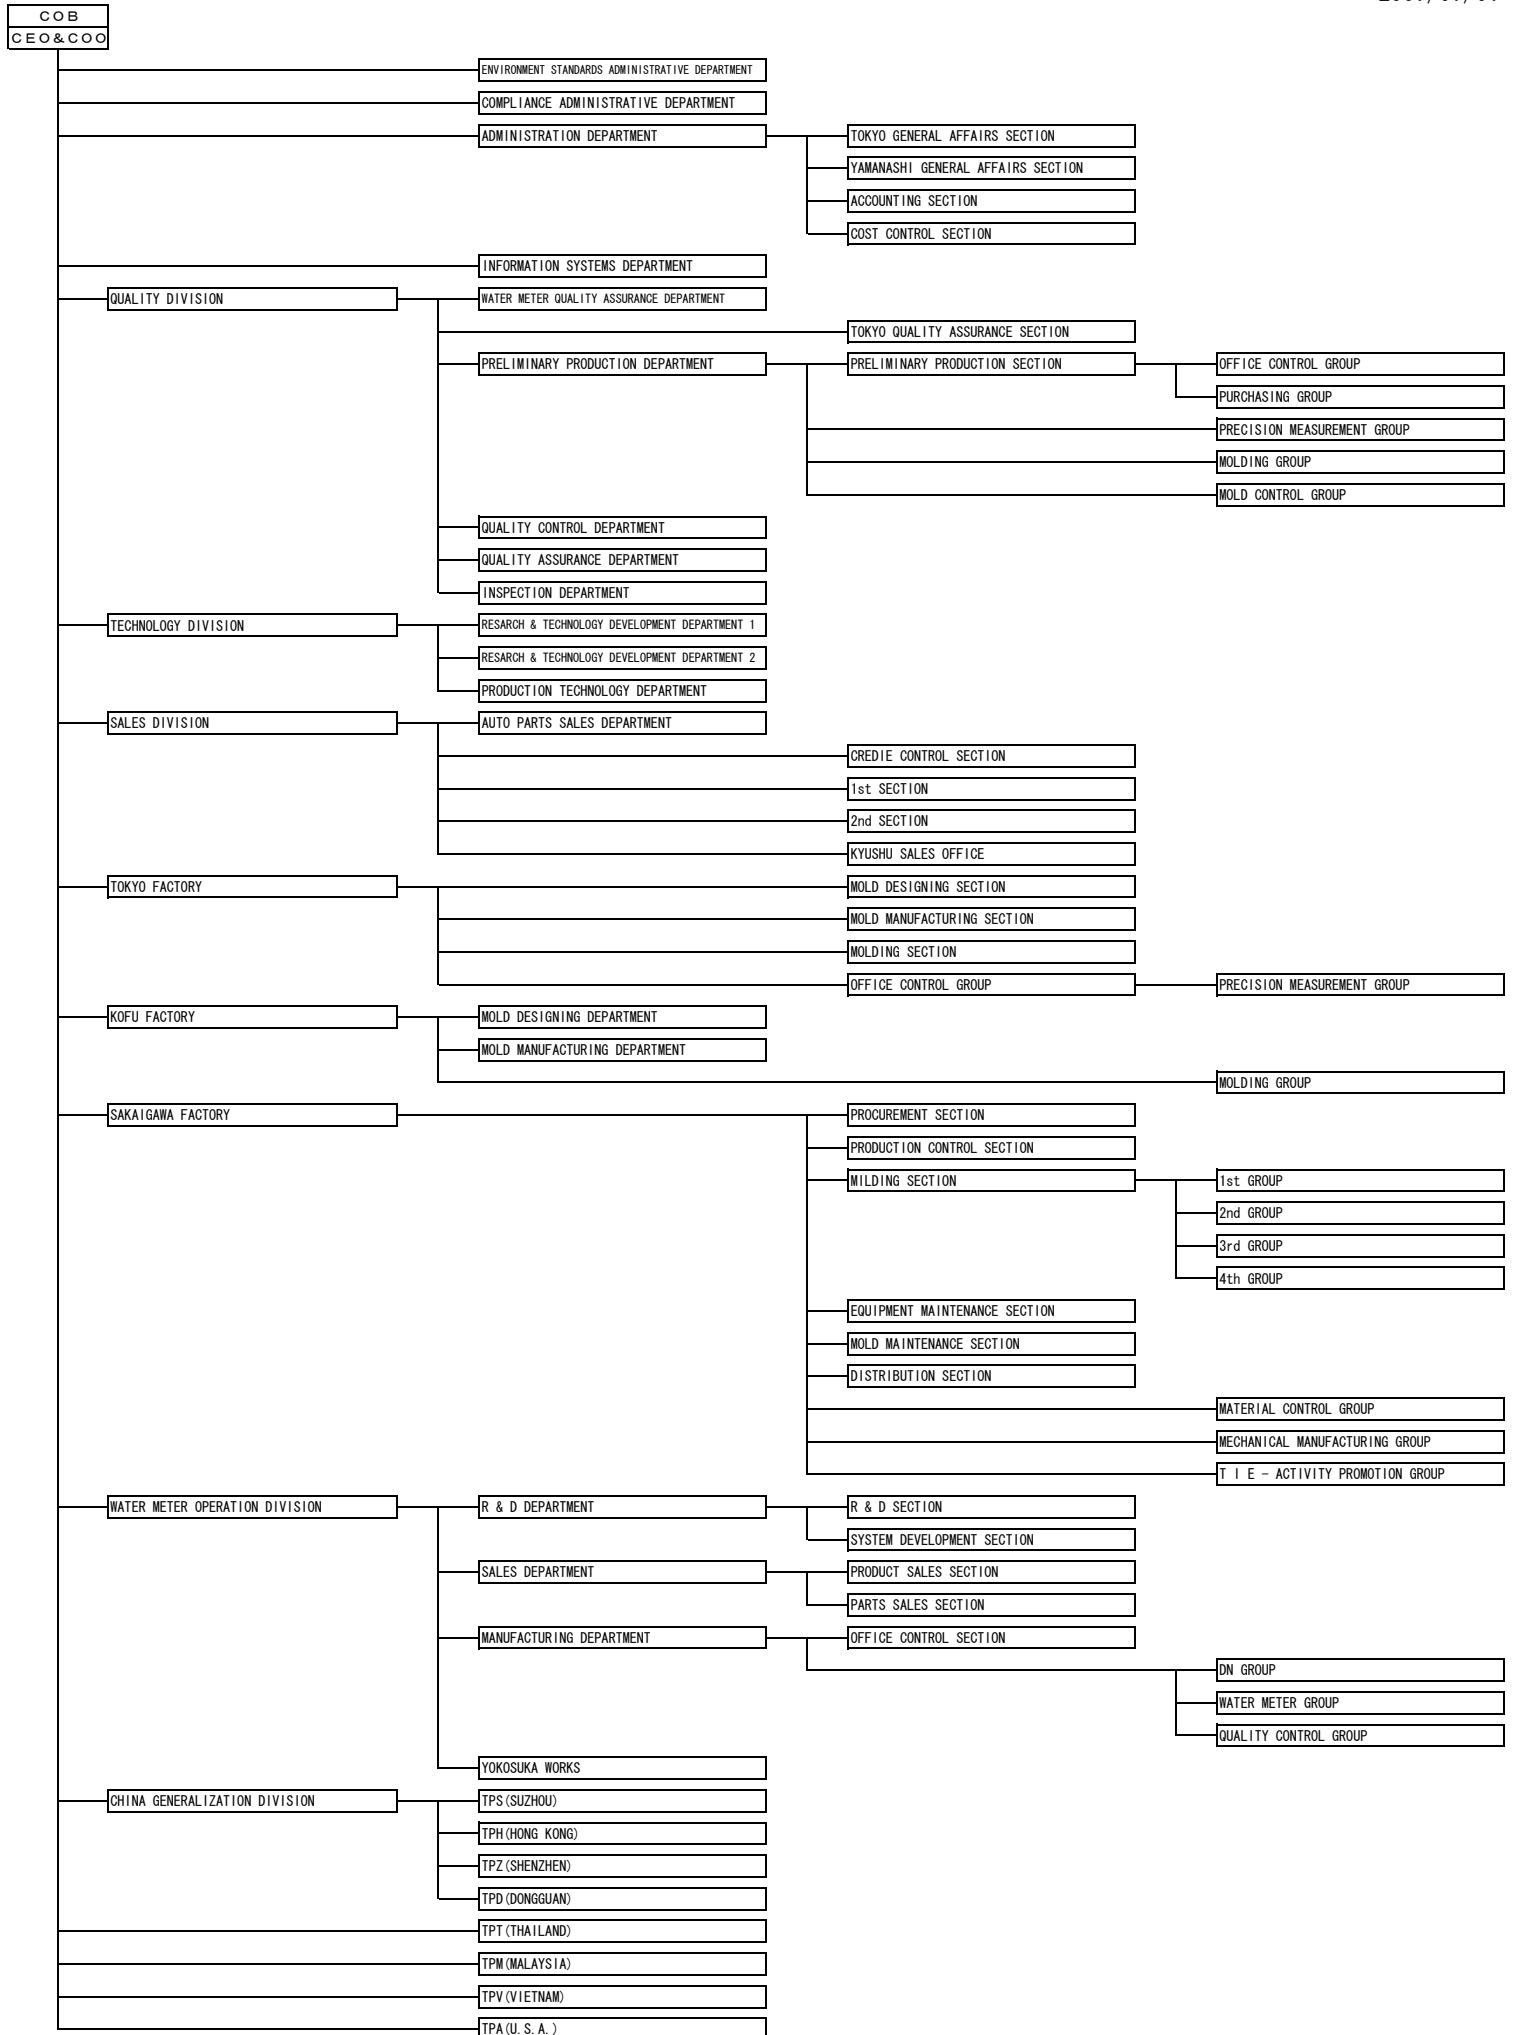 COB
CEO&COO
ENVIRONMENT STANDARDS ADMINISTRATIVE DEPARTMENT
COMPLIANCE ADMINISTRATIVE DEPARTMENT
ADMINISTRATION DEPARTMENT
TOKYO GENERAL AFFAIRS SECTION
YAMANASHI GENERAL AFFAIRS SECTION
ACCOUNTING SECTION
COST CONTROL SECTION
INFORMATION SYSTEMS DEPARTMENT
QUALITY DIVISION
WATER METER QUALITY ASSURANCE DEPARTMENT
TOKYO QUALITY ASSURANCE SECTION
PRELIMINARY PRODUCTION DEPARTMENT
PRELIMINARY PRODUCTION SECTION
OFFICE CONTROL GROUP
PURCHASING GROUP
PRECISION MEASUREMENT GROUP
MOLDING GROUP
MOLD CONTROL GROUP
QUALITY CONTROL DEPARTMENT
QUALITY ASSURANCE DEPARTMENT
INSPECTION DEPARTMENT
TECHNOLOGY DIVISION
RESARCH & TECHNOLOGY DEVELOPMENT DEPARTMENT 1
RESARCH & TECHNOLOGY DEVELOPMENT DEPARTMENT 2
PRODUCTION TECHNOLOGY DEPARTMENT
SALES DIVISION
AUTO PARTS SALES DEPARTMENT
CREDIE CONTROL SECTION
1st SECTION
2nd SECTION
KYUSHU SALES OFFICE
TOKYO FACTORY
MOLD DESIGNING SECTION
MOLD MANUFACTURING SECTION
MOLDING SECTION
OFFICE CONTROL GROUP
PRECISION MEASUREMENT GROUP
KOFU FACTORY
MOLD DESIGNING DEPARTMENT
MOLD MANUFACTURING DEPARTMENT
MOLDING GROUP
SAKAIGAWA FACTORY
PROCUREMENT SECTION
PRODUCTION CONTROL SECTION
MILDING SECTION
1st GROUP
2nd GROUP
3rd GROUP
4th GROUP
EQUIPMENT MAINTENANCE SECTION
MOLD MAINTENANCE SECTION
DISTRIBUTION SECTION
MATERIAL CONTROL GROUP
MECHANICAL MANUFACTURING GROUP
T I E - ACTIVITY PROMOTION GROUP
WATER METER OPERATION DIVISION
R & D DEPARTMENT
R & D SECTION
SYSTEM DEVELOPMENT SECTION
SALES DEPARTMENT
PRODUCT SALES SECTION
PARTS SALES SECTION
MANUFACTURING DEPARTMENT
OFFICE CONTROL SECTION
DN GROUP
WATER METER GROUP
QUALITY CONTROL GROUP
YOKOSUKA WORKS
CHINA GENERALIZATION DIVISION
TPS(SUZHOU)
TPH(HONG KONG)
TPZ(SHENZHEN)
TPD(DONGGUAN)
TPT(THAILAND)
TPM(MALAYSIA)
TPV(VIETNAM)
TPA(U.S.A.)